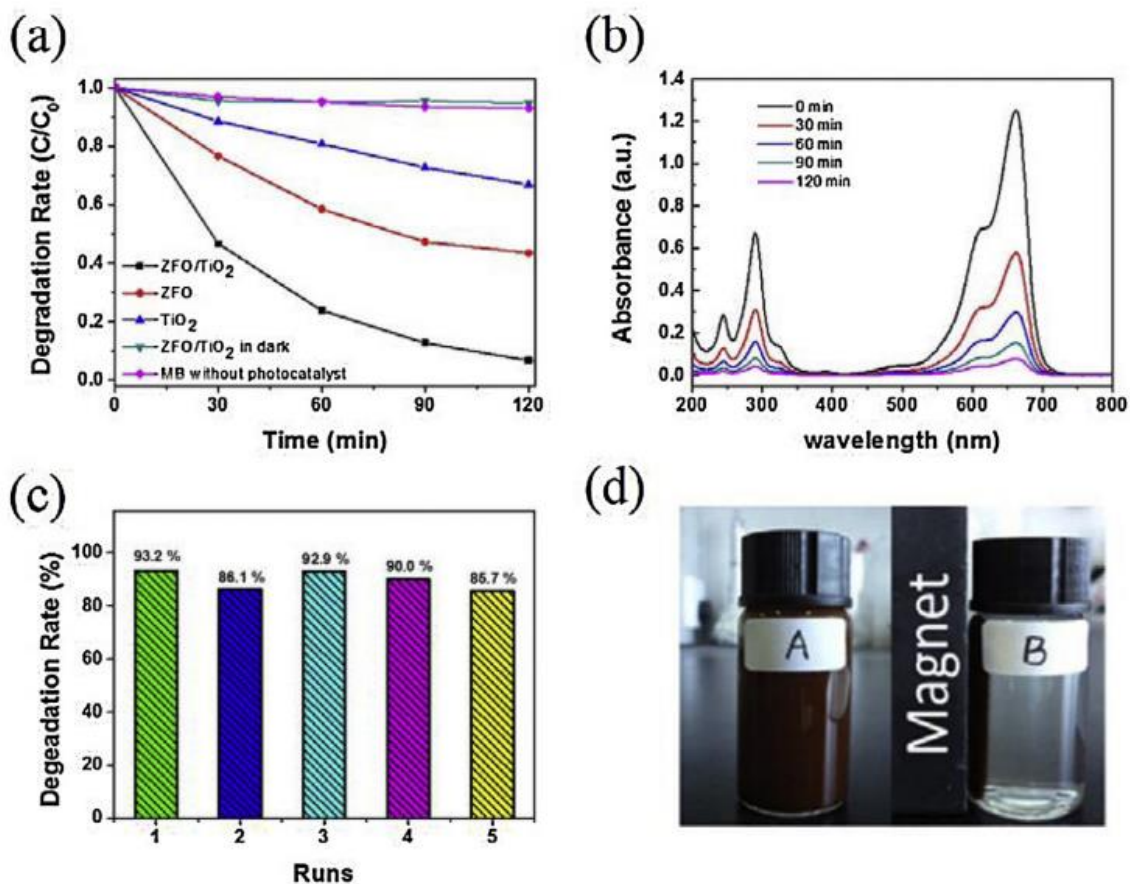 (a)
Degradation Rate (C/C₀)
1.0
0.8
0.6
0.4
0.2
0.0
ZFO/TiO₂
ZFO
TiO₂
ZFO/TiO₂ in dark
MB without photocatalyst
0 30 60 90 120
Time (min)
(b)
Absorbance (a.u.)
1.4
1.2
1.0
0.8
0.6
0.4
0.2
0.0
0 min
30 min
60 min
90 min
120 min
200 300 400 500 600 700 800
wavelength (nm)
(c)
Degeadation Rate (%)
100
80
60
40
20
0
93.2 %
86.1 %
92.9 %
90.0 %
85.7 %
1 2 3 4 5
Runs
(d)
A
Magnet
B